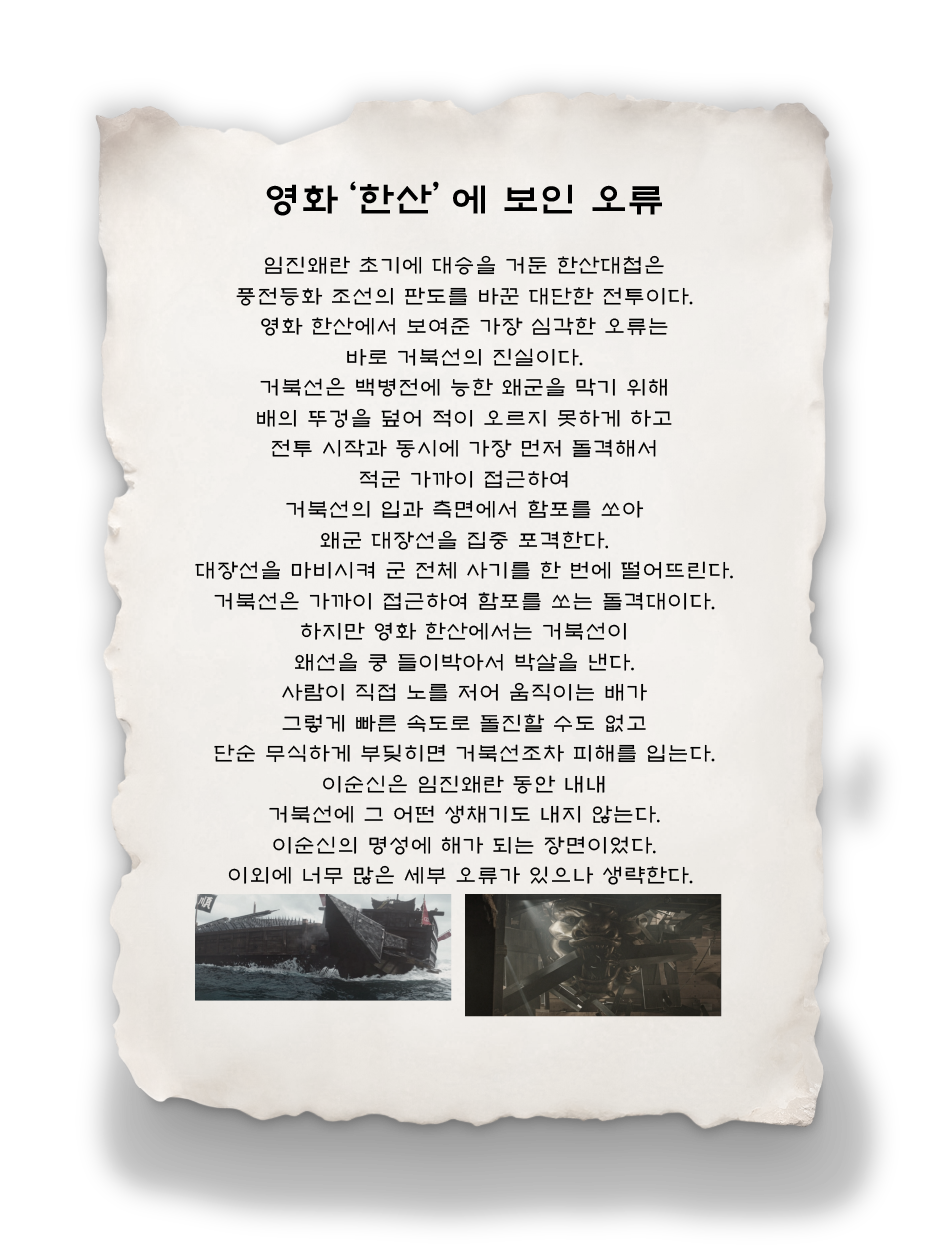 영화 ‘한산’ 에 보인 오류
임진왜란 초기에 대승을 거둔 한산대첩은
풍전등화 조선의 판도를 바꾼 대단한 전투이다.
영화 한산에서 보여준 가장 심각한 오류는
바로 거북선의 진실이다.
거북선은 백병전에 능한 왜군을 막기 위해
배의 뚜껑을 덮어 적이 오르지 못하게 하고
전투 시작과 동시에 가장 먼저 돌격해서
적군 가까이 접근하여
거북선의 입과 측면에서 함포를 쏘아
왜군 대장선을 집중 포격한다.
대장선을 마비시켜 군 전체 사기를 한 번에 떨어뜨린다.
거북선은 가까이 접근하여 함포를 쏘는 돌격대이다.
하지만 영화 한산에서는 거북선이
왜선을 쿵 들이박아서 박살을 낸다.
사람이 직접 노를 저어 움직이는 배가
그렇게 빠른 속도로 돌진할 수도 없고
단순 무식하게 부딪히면 거북선조차 피해를 입는다.
이순신은 임진왜란 동안 내내
거북선에 그 어떤 생채기도 내지 않는다.
이순신의 명성에 해가 되는 장면이었다.
이외에 너무 많은 세부 오류가 있으나 생략한다.